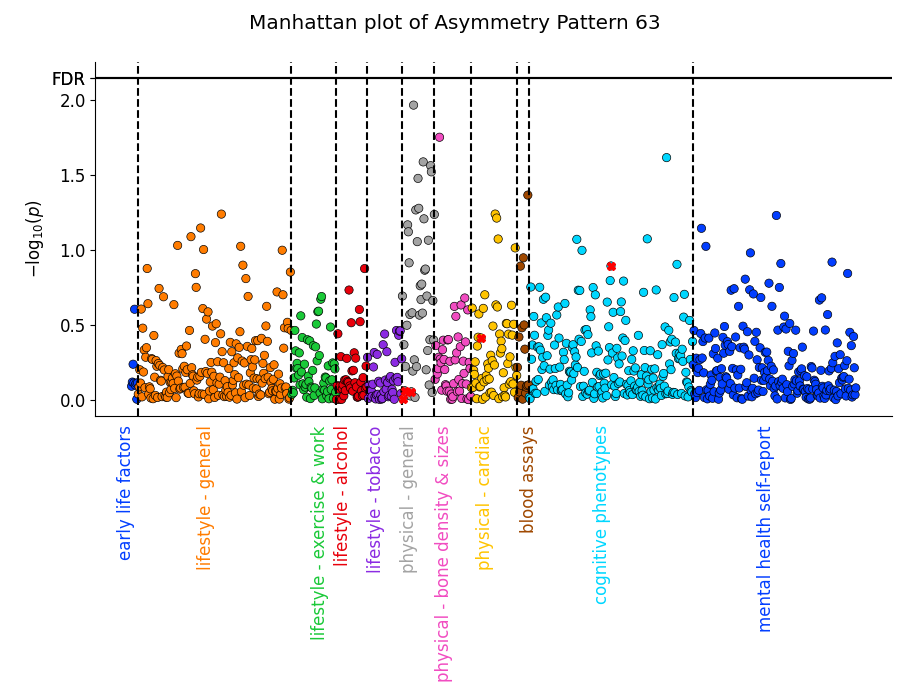 Manhattan plot of Asymmetry Pattern 63
FDR
2.0
1.5
1.0
0.5
0.0
−log10(p)
early life factors
lifestyle - general
lifestyle - exercise & work
lifestyle - alcohol
lifestyle - tobacco
physical - general
physical - bone density & sizes
physical - cardiac
blood assays
cognitive phenotypes
mental health self-report